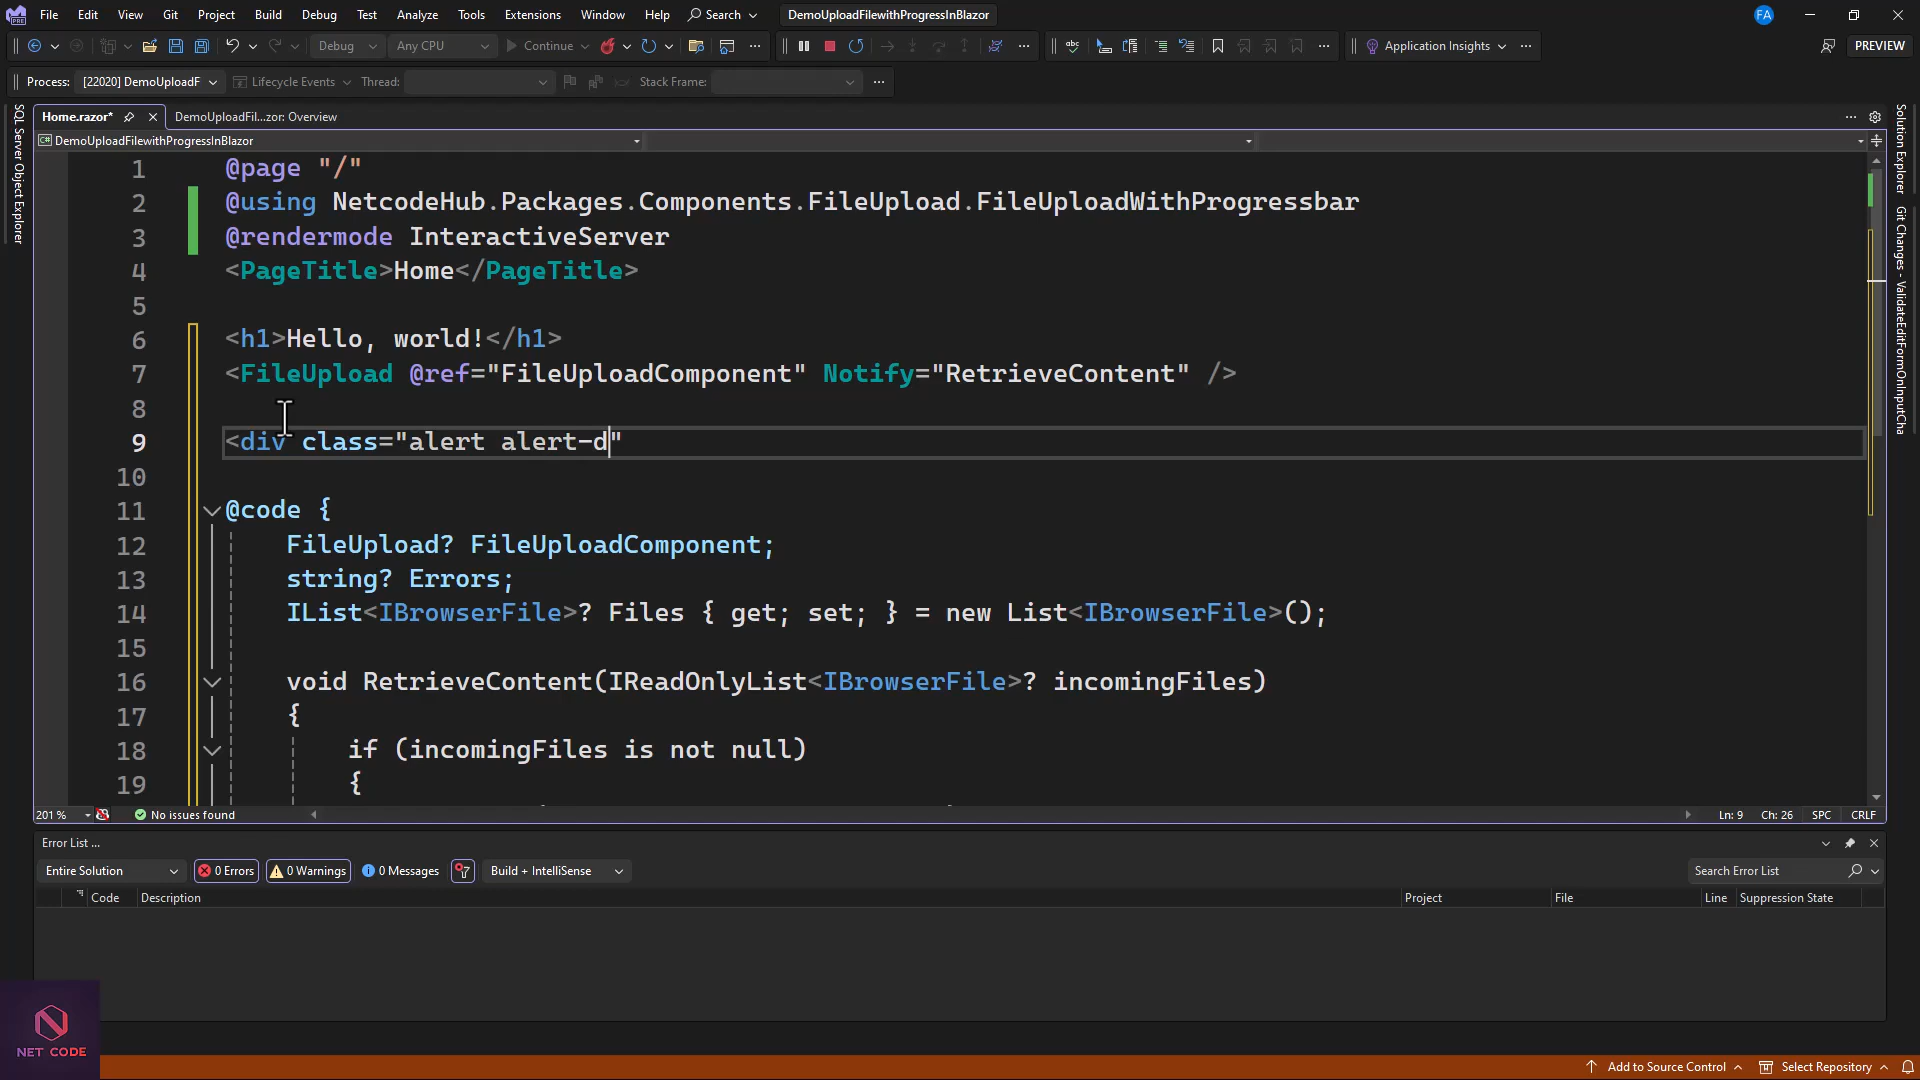 File Edit View Git Project Build Debug Test Analyze Tools Extensions Window Help Search DemoUploadFilewithProgressInBlazor FA
Debug Any CPU Continue Application Insights PREVIEW
Process: [22020] DemoUploadF Lifecycle Events Thread: Stack Frame:
Home.razor* DemoUploadFil...zor: Overview
DemoUploadFilewithProgressInBlazor
SQL Server Object Explorer
Solution Explorer
Git Changes - ValidateEditFormOnInputCha
1 @page "/"
2 @using NetcodeHub.Packages.Components.FileUpload.FileUploadWithProgressbar
3 @rendermode InteractiveServer
4 <PageTitle>Home</PageTitle>
5
6 <h1>Hello, world!</h1>
7 <FileUpload @ref="FileUploadComponent" Notify="RetrieveContent" />
8
9 <div class="alert alert-d"
10
11 @code {
12 FileUpload? FileUploadComponent;
13 string? Errors;
14 IList<IBrowserFile>? Files { get; set; } = new List<IBrowserFile>();
15
16 void RetrieveContent(IReadOnlyList<IBrowserFile>? incomingFiles)
17 {
18 if (incomingFiles is not null)
19 {
201 % No issues found Ln: 9 Ch: 26 SPC CRLF
Error List ...
Entire Solution 0 Errors 0 Warnings 0 Messages Build + IntelliSense Search Error List
Code Description Project File Line Suppression State
NET CODE
Add to Source Control Select Repository